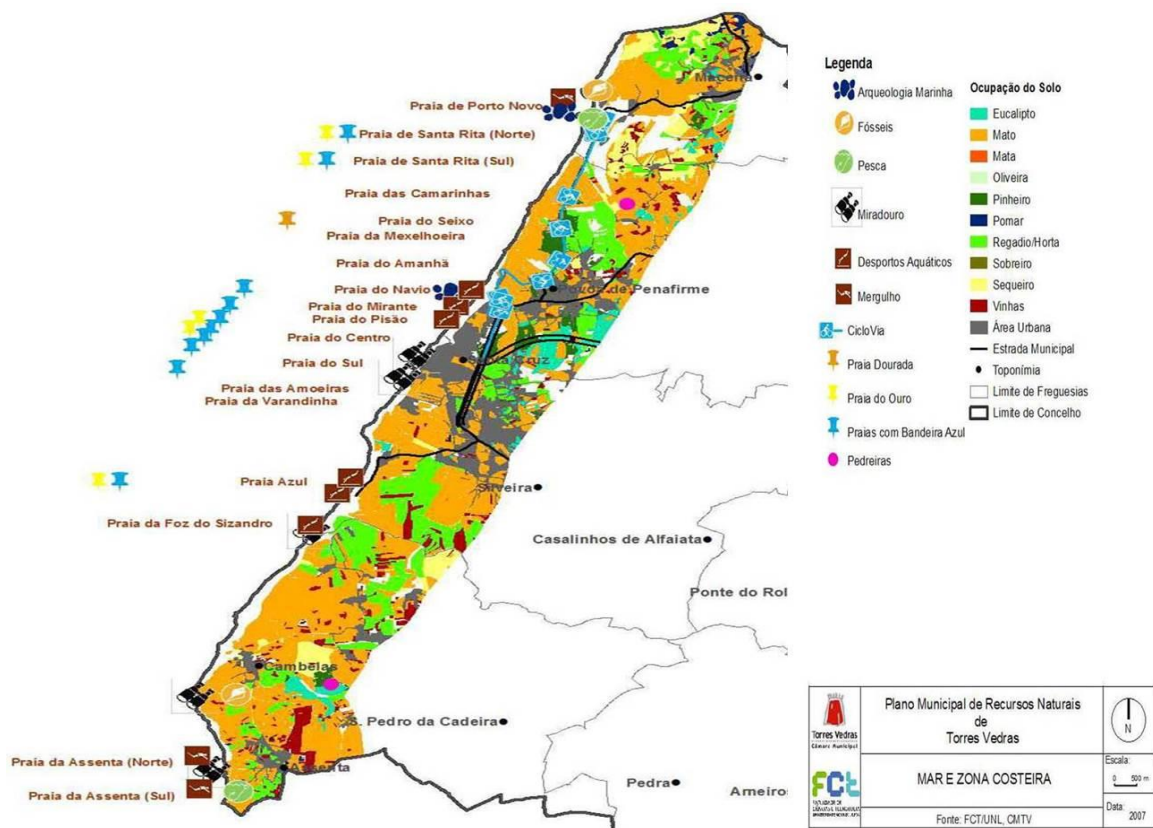 Maceira
Praia de Porto Novo
Praia de Santa Rita (Norte)
Praia de Santa Rita (Sul)
Praia das Camarinhas
Praia do Seixo
Praia da Mexelhoeira
Praia do Amanhã
Praia do Navio
Praia do Mirante
Praia do Pisão
Praia do Centro
Praia do Sul
Praia das Amoeiras
Praia da Varandinha
Póvoa de Penafirme
Santa Cruz
Praia Azul
Silveira
Praia da Foz do Sizandro
Casalinhos de Alfaiata
Ponte do Rol
Cambelas
S. Pedro da Cadeira
Praia da Assenta (Norte)
Assenta
Praia da Assenta (Sul)
Pedra
Ameiros
Legenda
Arqueologia Marinha
Fósseis
Pesca
Miradouro
Desportos Aquáticos
Mergulho
CicloVia
Praia Dourada
Praia do Ouro
Praias com Bandeira Azul
Pedreiras
Ocupação do Solo
Eucalipto
Mato
Mata
Oliveira
Pinheiro
Pomar
Regadio/Horta
Sobreiro
Sequeiro
Vinhas
Área Urbana
Estrada Municipal
Toponímia
Limite de Freguesias
Limite de Concelho
Torres Vedras
Câmara Municipal
Plano Municipal de Recursos Naturais
de
Torres Vedras
N
FCt
MAR E ZONA COSTEIRA
Escala:
0 500 m
Fonte: FCT/UNL, CMTV
Data:
2007